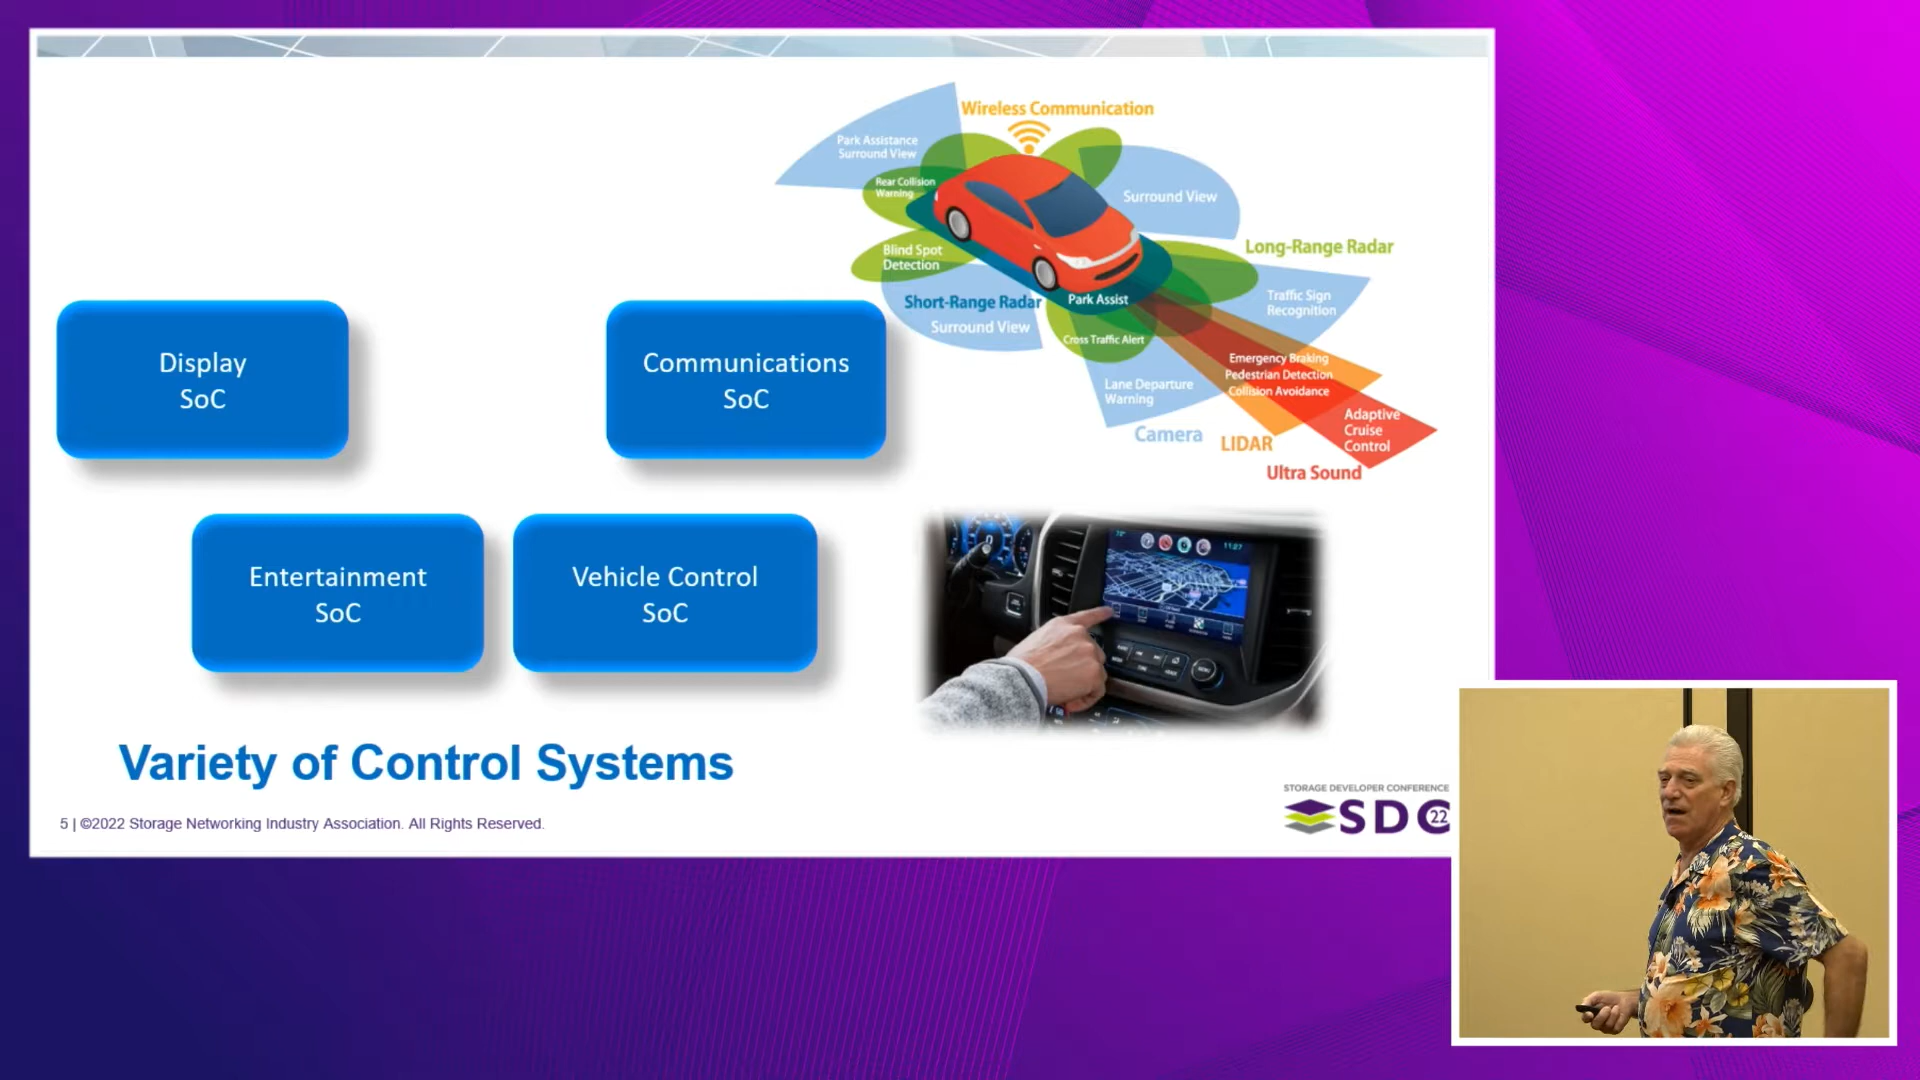 Wireless Communication
Park Assistance
Surround View
Rear Collision
Warning
Surround View
Blind Spot
Detection
Long-Range Radar
Short-Range Radar
Park Assist
Traffic Sign
Recognition
Surround View
Cross Traffic Alert
Emergency Braking
Pedestrian Detection
Collision Avoidance
Lane Departure
Warning
Adaptive
Cruise
Control
Camera
LIDAR
Ultra Sound
Display
SoC
Communications
SoC
Entertainment
SoC
Vehicle Control
SoC
11:27
Variety of Control Systems
5 | ©2022 Storage Networking Industry Association. All Rights Reserved.
STORAGE DEVELOPER CONFERENCE
SDC 22